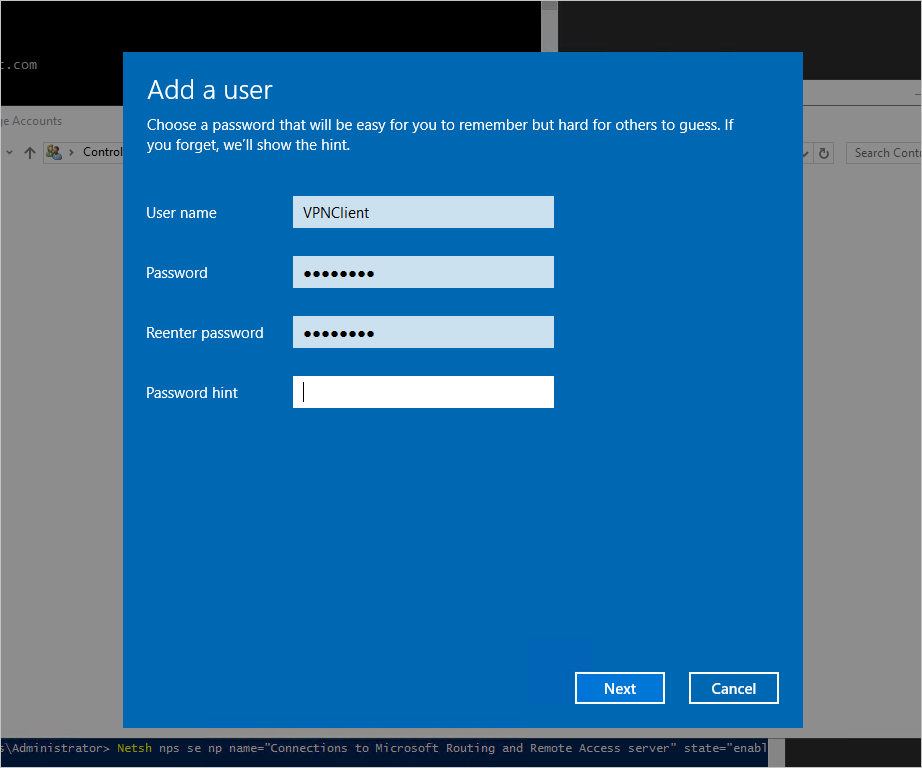 t.com
Add a user
ge Accounts
Choose a password that will be easy for you to remember but hard for others to guess. If
you forget, we'll show the hint.
Control
Search Contr
User name
VPNClient
Password
●●●●●●●●
Reenter password
●●●●●●●●
Password hint
Next
Cancel
s\Administrator> Netsh nps se np name="Connections to Microsoft Routing and Remote Access server" state="enabl